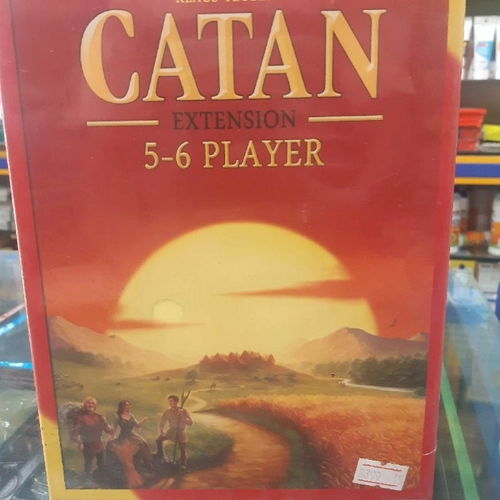 CATAN
EXTENSION
5-6 PLAYER